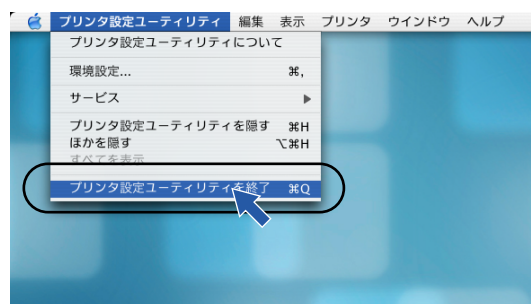 プリンタ設定ユーティリティ 編集 表示 プリンタ ウインドウ ヘルプ
プリンタ設定ユーティリティについて
環境設定... ⌘,
サービス ▶
プリンタ設定ユーティリティを隠す ⌘H
ほかを隠す ⌥⌘H
すべてを表示
プリンタ設定ユーティリティを終了 ⌘Q